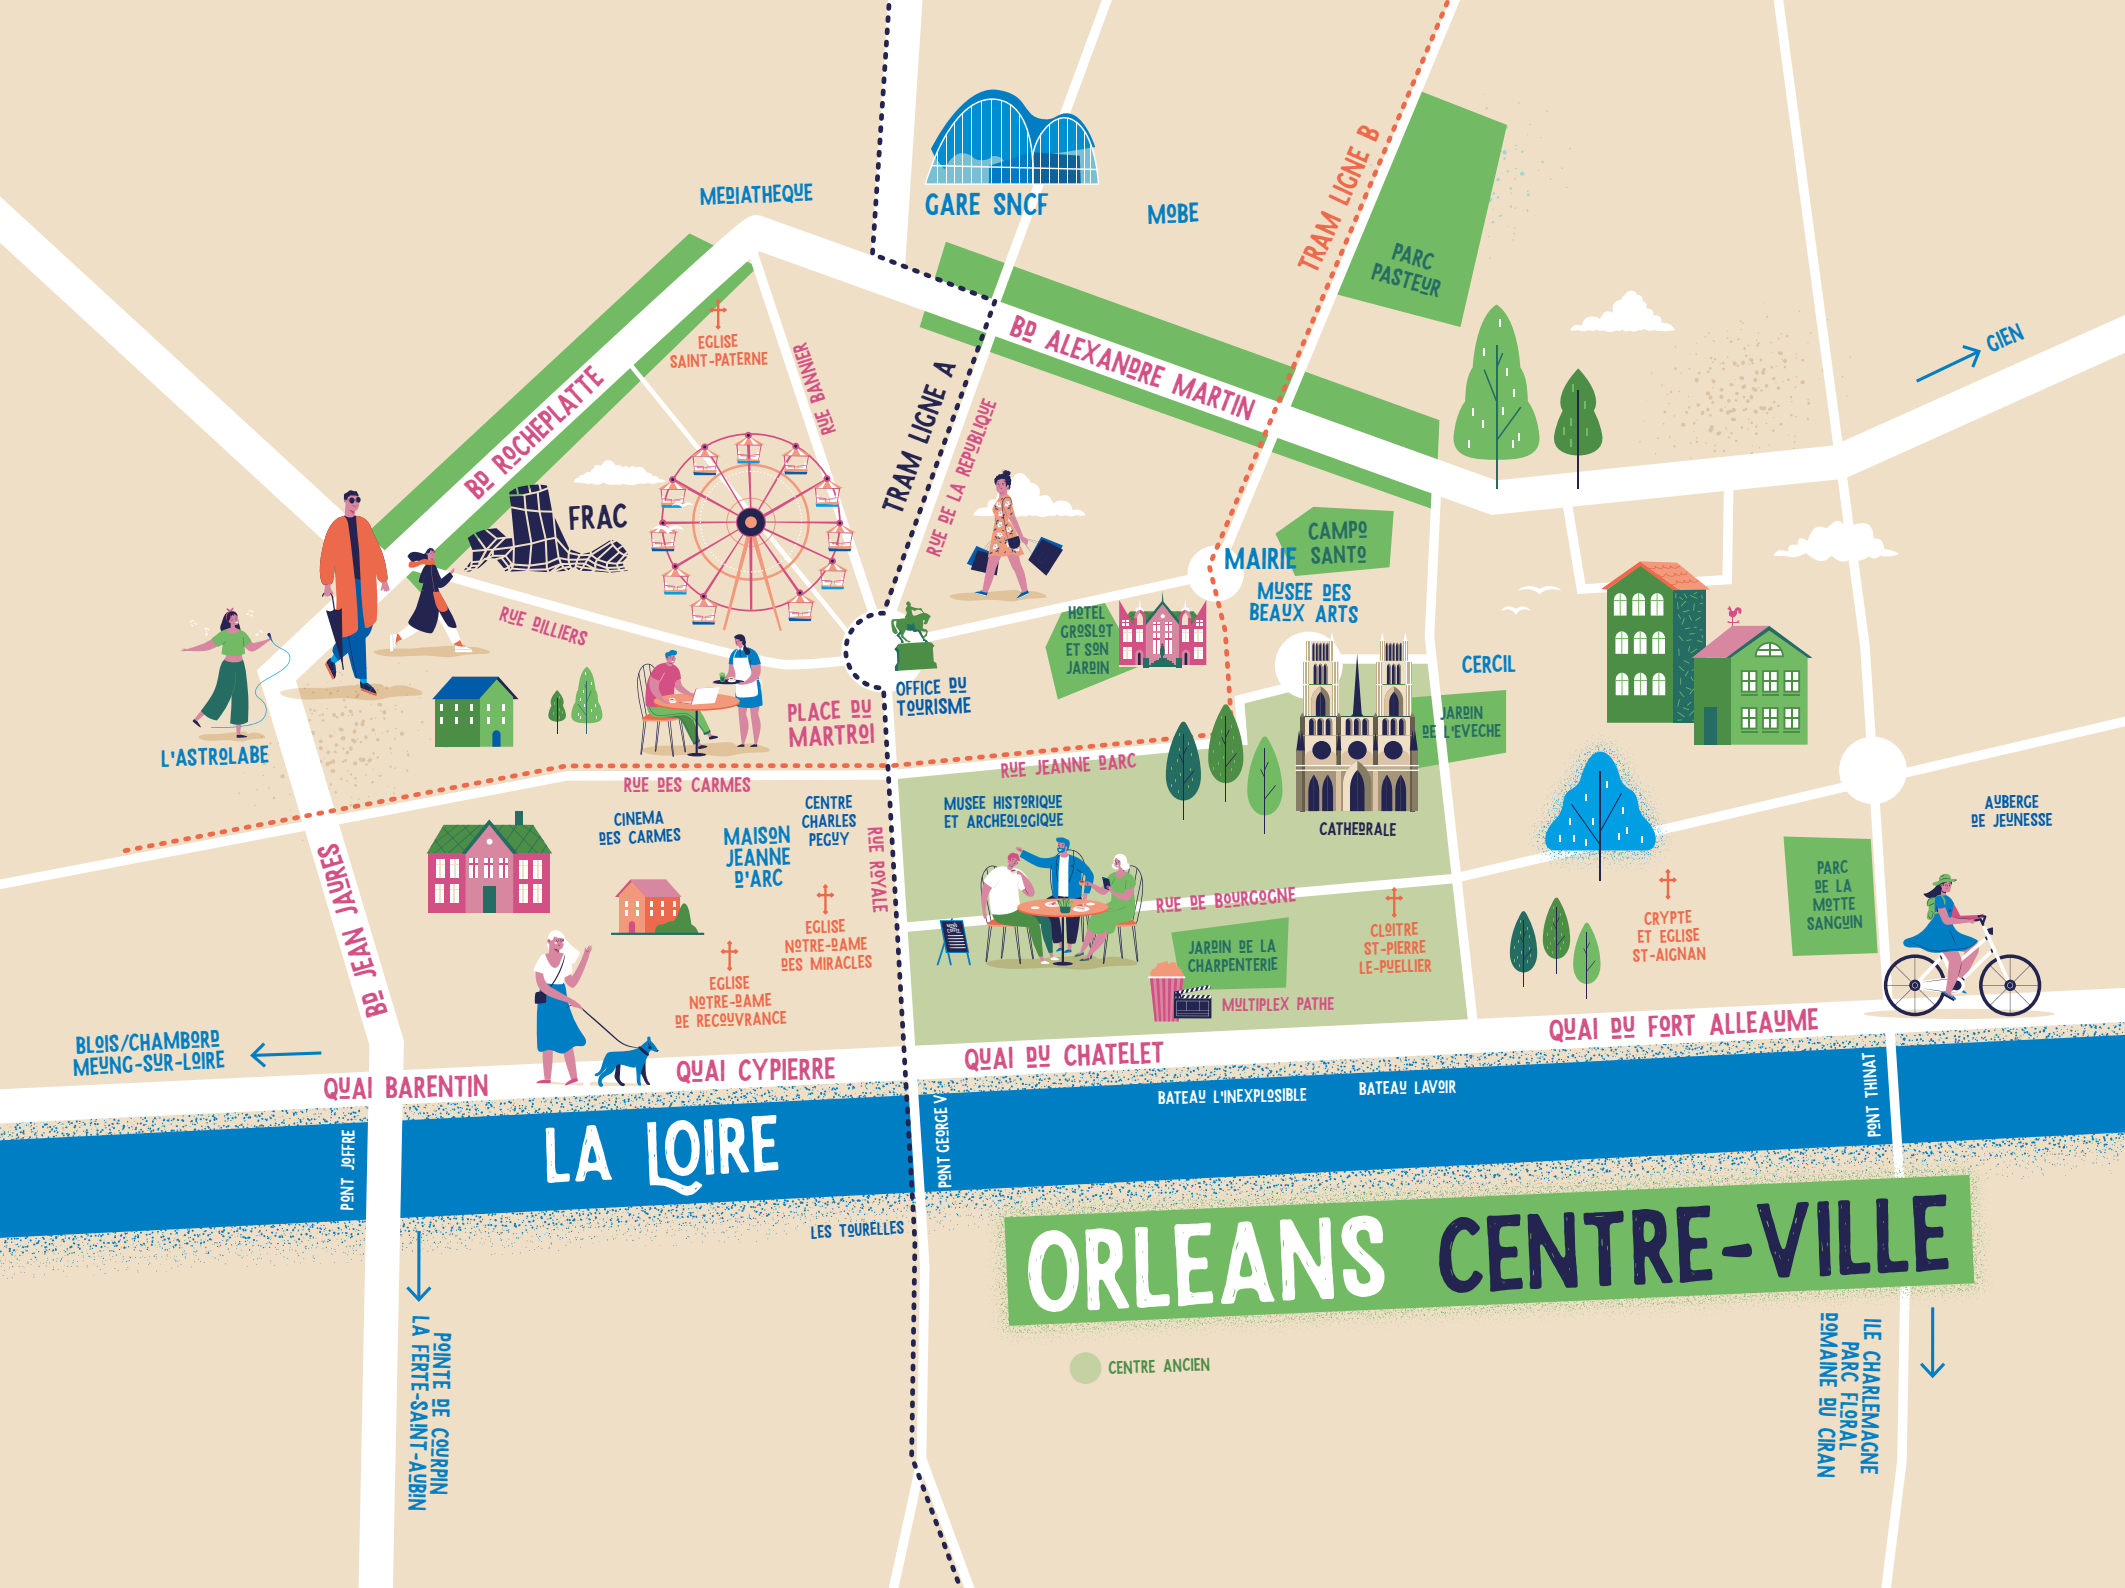 MEDIATHEQUE
GARE SNCF
MOBE
TRAM LIGNE B
PARC
PASTEUR
GIEN
EGLISE
SAINT-PATERNE
RUE BANNIER
BD ROCHEPLATTE
BD ALEXANDRE MARTIN
TRAM LIGNE A
RUE DE LA REPUBLIQUE
FRAC
CAMPO
SANTO
MAIRIE
MUSEE DES
BEAUX ARTS
RUE DILLIERS
HOTEL
GROSLOT
ET SON
JARDIN
CERCIL
OFFICE DU
TOURISME
PLACE DU
MARTROI
JARDIN
DE L'EVECHE
L'ASTROLABE
RUE DES CARMES
RUE JEANNE DARC
CINEMA
DES CARMES
CENTRE
CHARLES
PEGUY
MAISON
JEANNE
D'ARC
RUE ROYALE
MUSEE HISTORIQUE
ET ARCHEOLOGIQUE
CATHEDRALE
AUBERGE
DE JEUNESSE
BD JEAN JAURES
EGLISE
NOTRE-DAME
DES MIRACLES
EGLISE
NOTRE-DAME
DE RECOUVRANCE
RUE DE BOURGOGNE
JARDIN DE LA
CHARPENTERIE
MULTIPLEX PATHE
CLOITRE
ST-PIERRE
LE-PUELLIER
CRYPTE
ET EGLISE
ST-AIGNAN
PARC
DE LA
MOTTE
SANGUIN
BLOIS/CHAMBORD
MEUNG-SUR-LOIRE
QUAI BARENTIN
QUAI CYPIERRE
QUAI DU CHATELET
QUAI DU FORT ALLEAUME
PONT JOFFRE
LA LOIRE
PONT GEORGE V
BATEAU L'INEXPLOSIBLE
BATEAU LAVOIR
PONT THINAT
LES TOURELLES
ORLEANS CENTRE-VILLE
CENTRE ANCIEN
POINTE DE COURPIN
LA FERTE-SAINT-AUBIN
ILE CHARLEMAGNE
PARC FLORAL
DOMAINE DU CIRAN